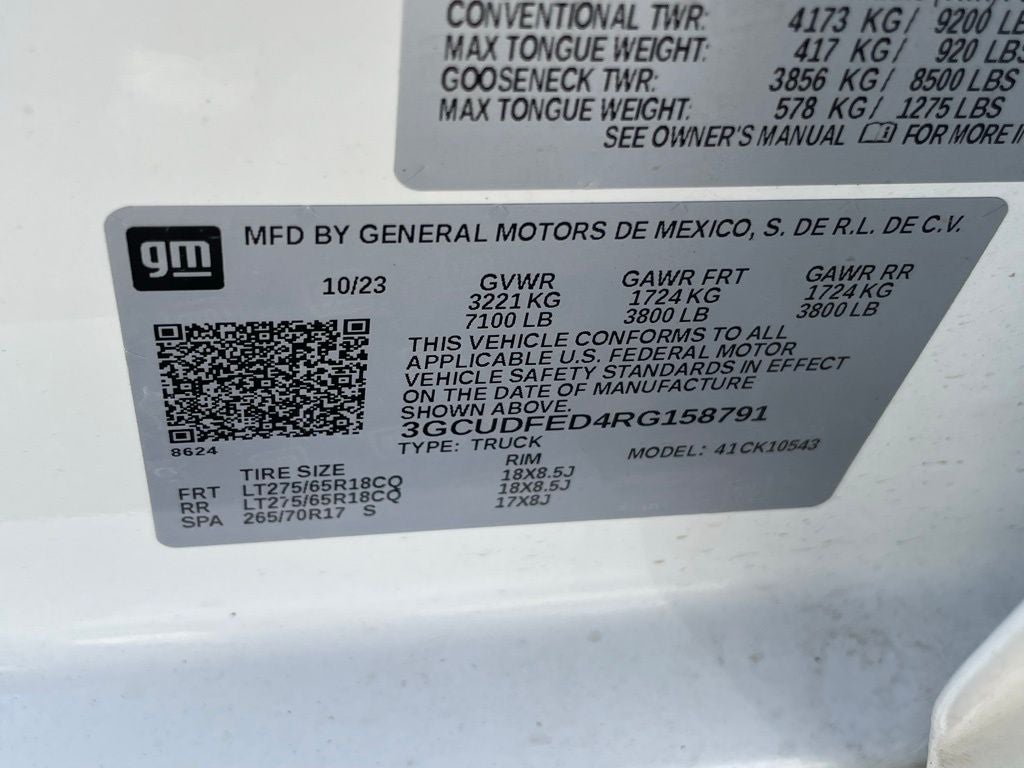 CONVENTIONAL TWR: 4173 KG/ 9200 LB
MAX TONGUE WEIGHT: 417 KG/ 920 LBS
GOOSENECK TWR: 3856 KG/ 8500 LBS
MAX TONGUE WEIGHT: 578 KG/ 1275 LBS
SEE OWNER'S MANUAL FOR MORE
gm
MFD BY GENERAL MOTORS DE MEXICO, S. DE R.L. DE C.V.
10/23 GVWR GAWR FRT GAWR RR
3221 KG 1724 KG 1724 KG
7100 LB 3800 LB 3800 LB
THIS VEHICLE CONFORMS TO ALL
APPLICABLE U.S. FEDERAL MOTOR
VEHICLE SAFETY STANDARDS IN EFFECT
ON THE DATE OF MANUFACTURE
SHOWN ABOVE.
3GCUDFED4RG158791
8624
TYPE: TRUCK MODEL: 41CK10543
TIRE SIZE RIM
FRT LT275/65R18CQ 18X8.5J
RR LT275/65R18CQ 18X8.5J
SPA 265/70R17 S 17X8J